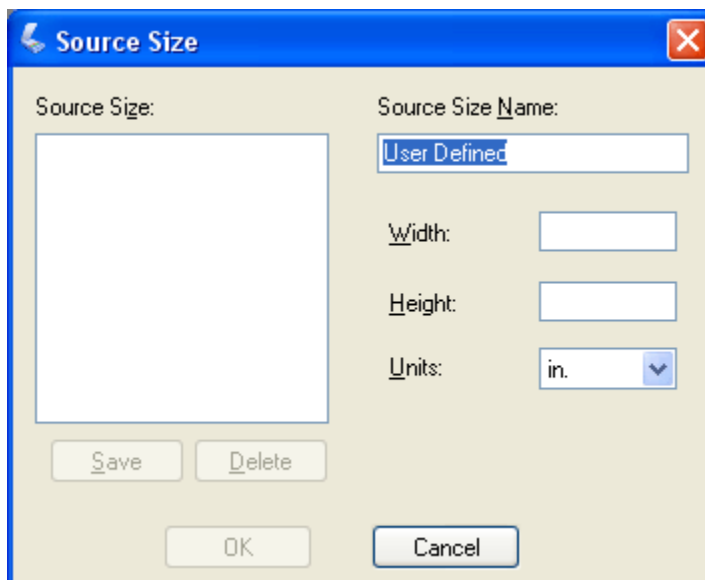 Source Size
Source Size:
Source Size Name:
User Defined
Width:
Height:
Units:
in.
Save
Delete
OK
Cancel